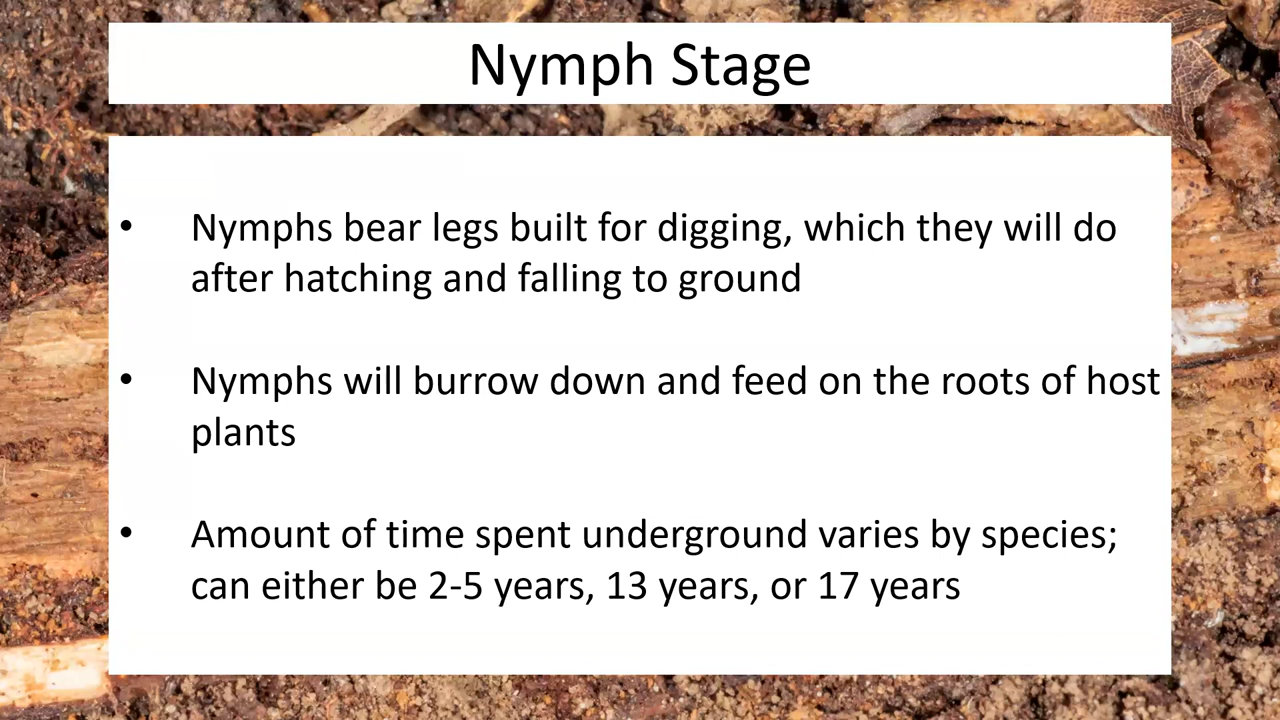 Nymph Stage
• Nymphs bear legs built for digging, which they will do
after hatching and falling to ground
• Nymphs will burrow down and feed on the roots of host
plants
• Amount of time spent underground varies by species;
can either be 2-5 years, 13 years, or 17 years